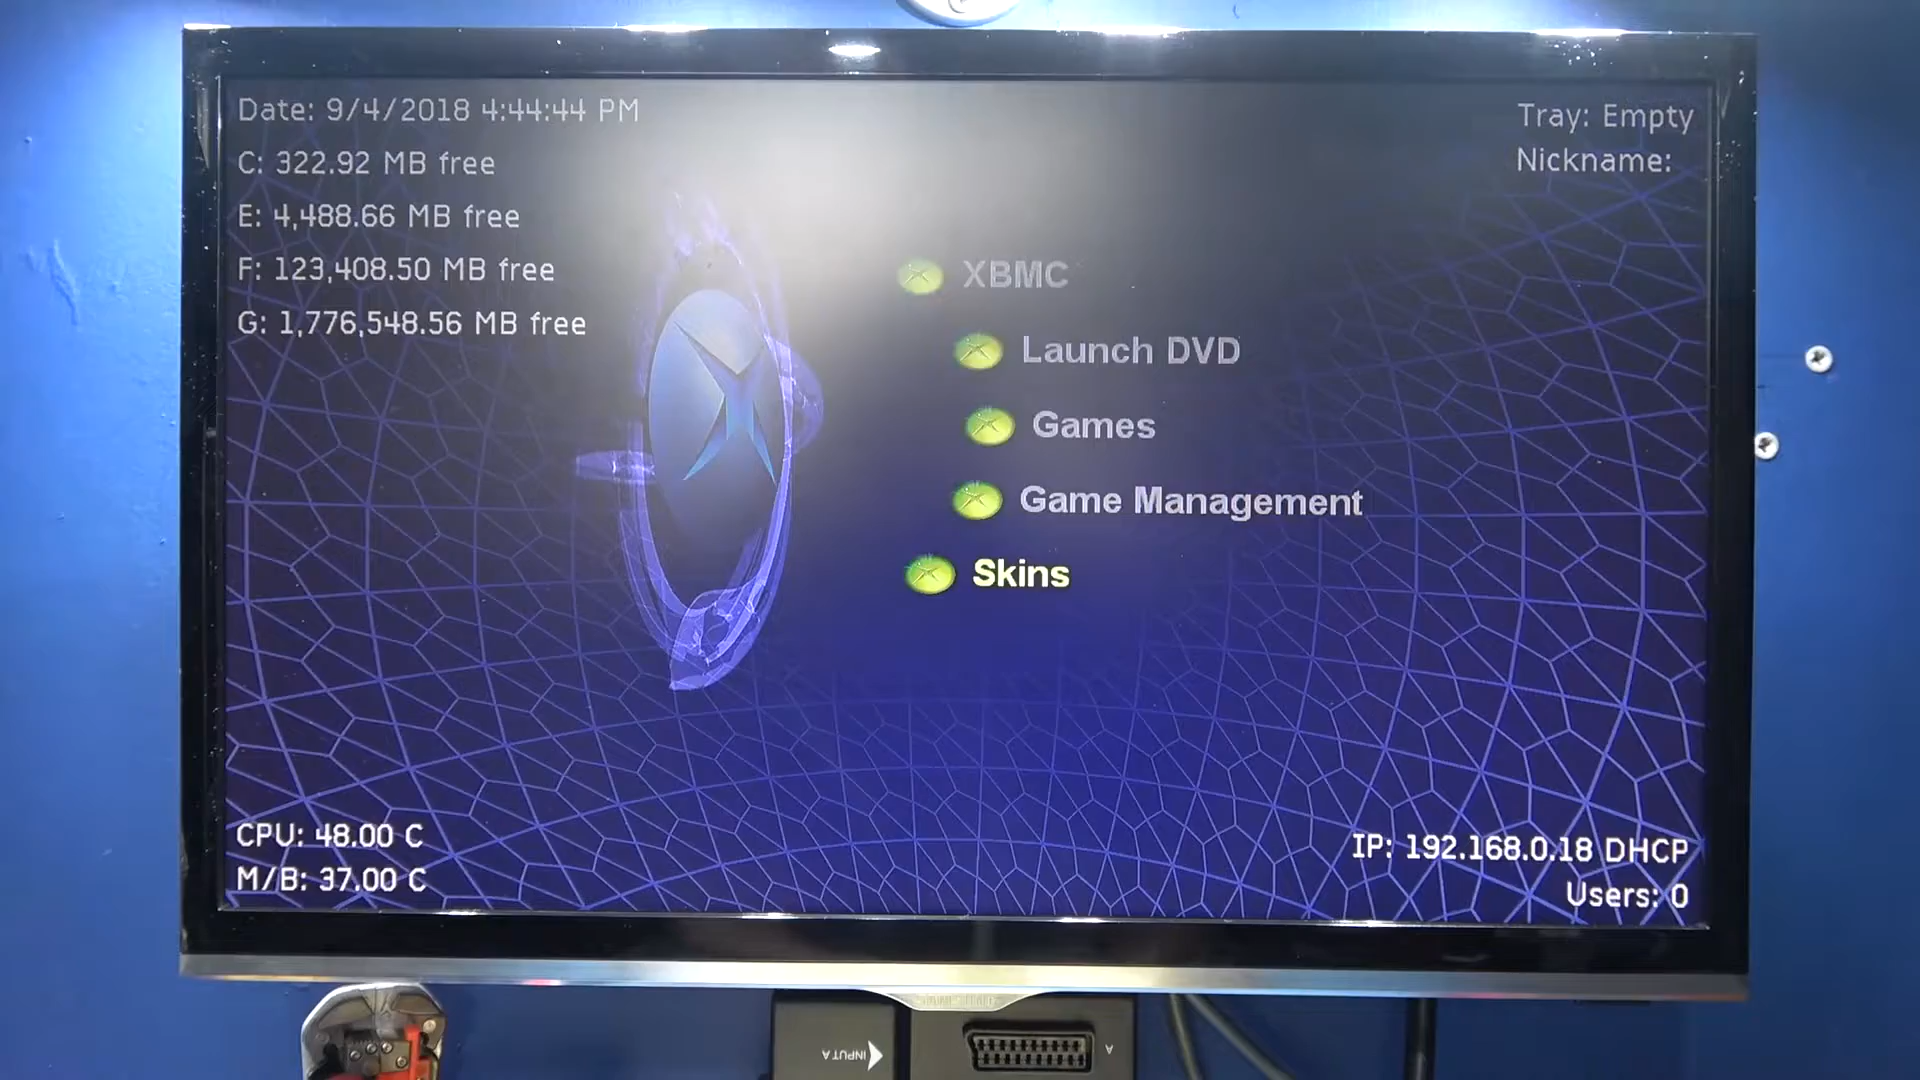 Date: 9/4/2018 4:44:44 PM
C: 322.92 MB free
E: 4,488.66 MB free
F: 123,408.50 MB free
G: 1,776,548.56 MB free
Tray: Empty
Nickname:
XBMC
Launch DVD
Games
Game Management
Skins
CPU: 48.00 C
M/B: 37.00 C
IP: 192.168.0.18 DHCP
Users: 0
INPUT A
A